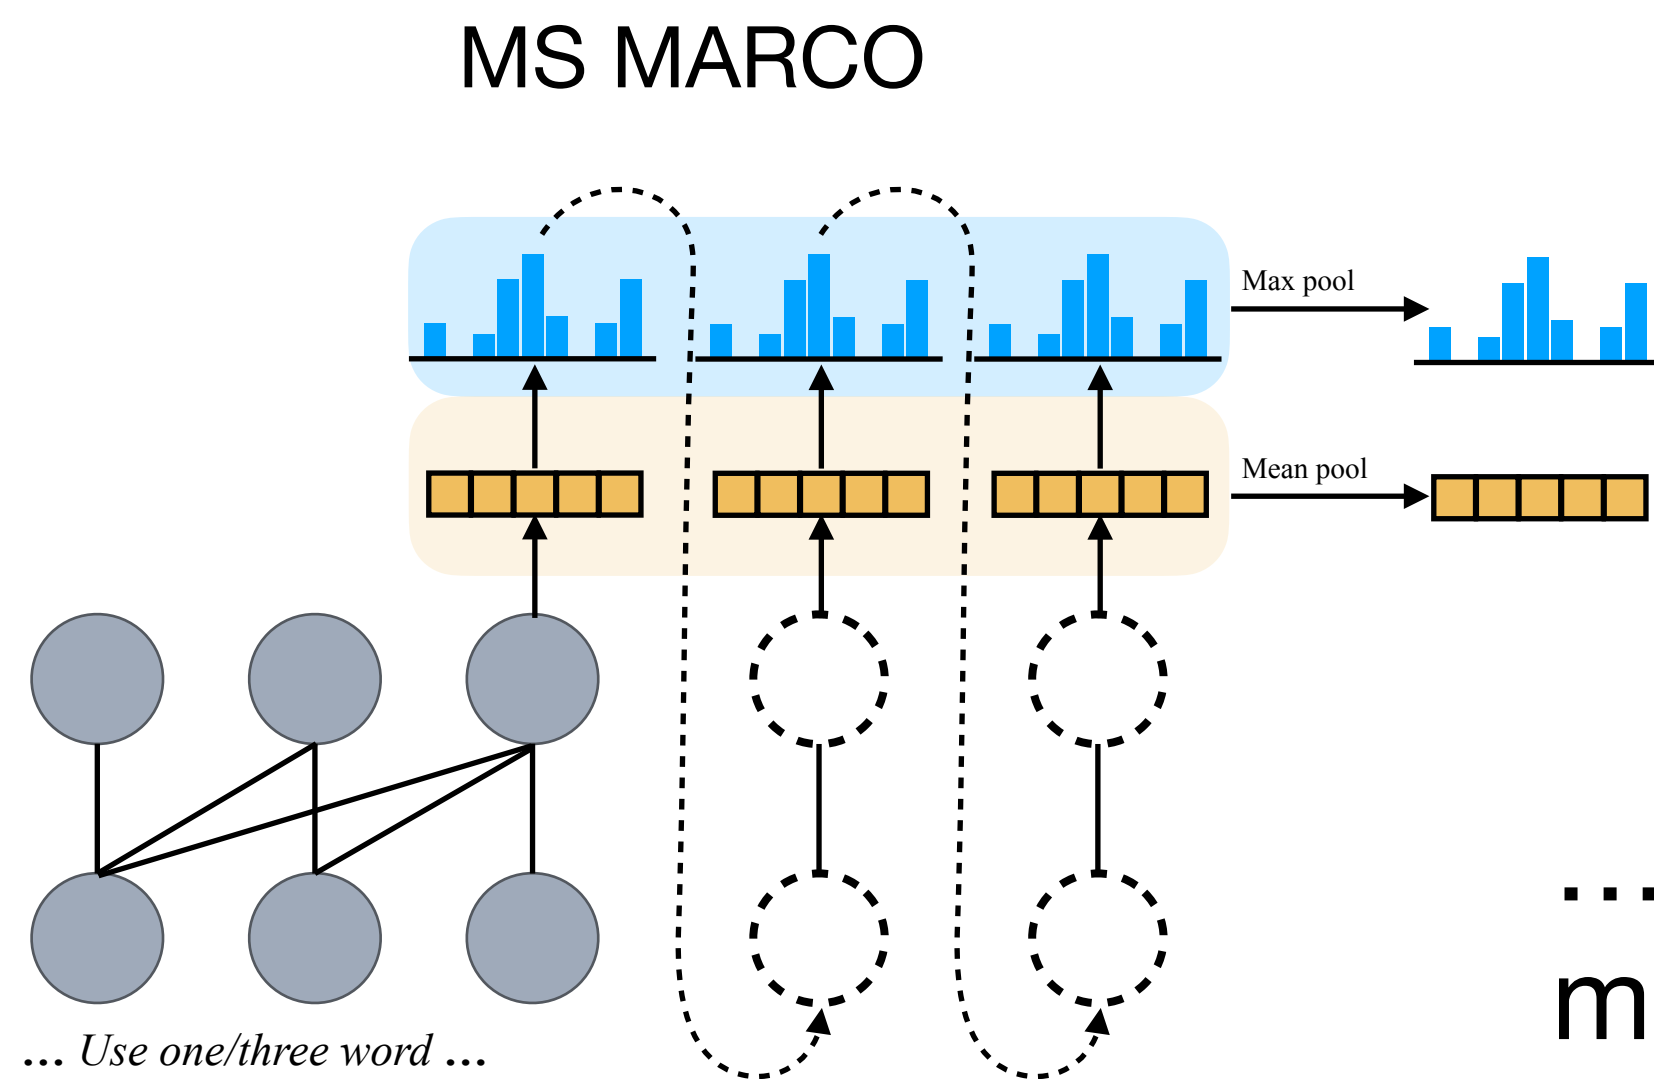 MS MARCO
Max pool
Mean pool
...
m
... Use one/three word ...